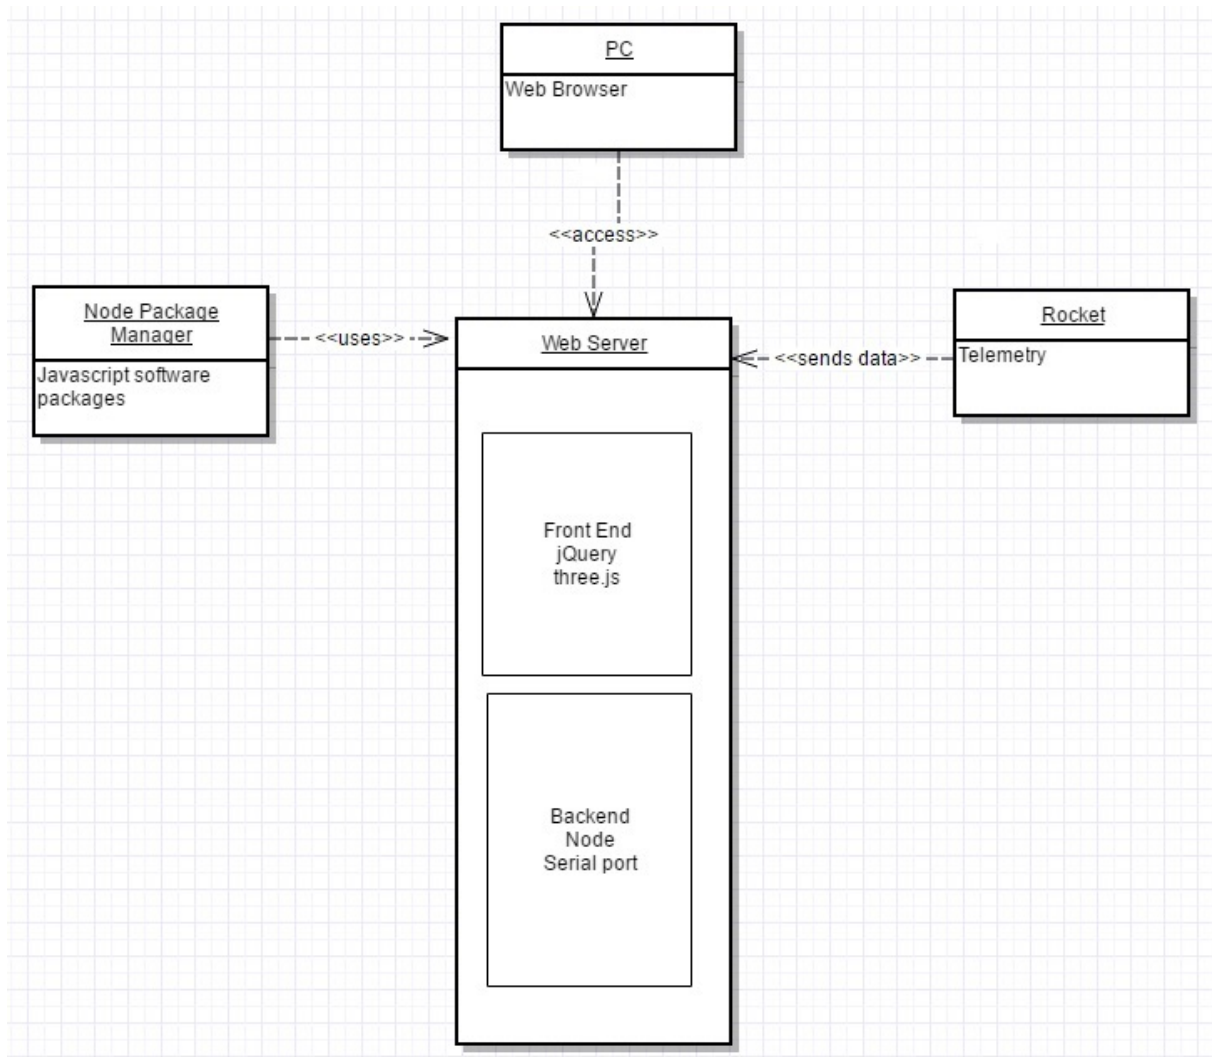 PC
Web Browser
<<access>>
Node Package
Manager
Javascript software
packages
<<uses>>
Web Server
<<sends data>>
Rocket
Telemetry
Front End
jQuery
three.js
Backend
Node
Serial port